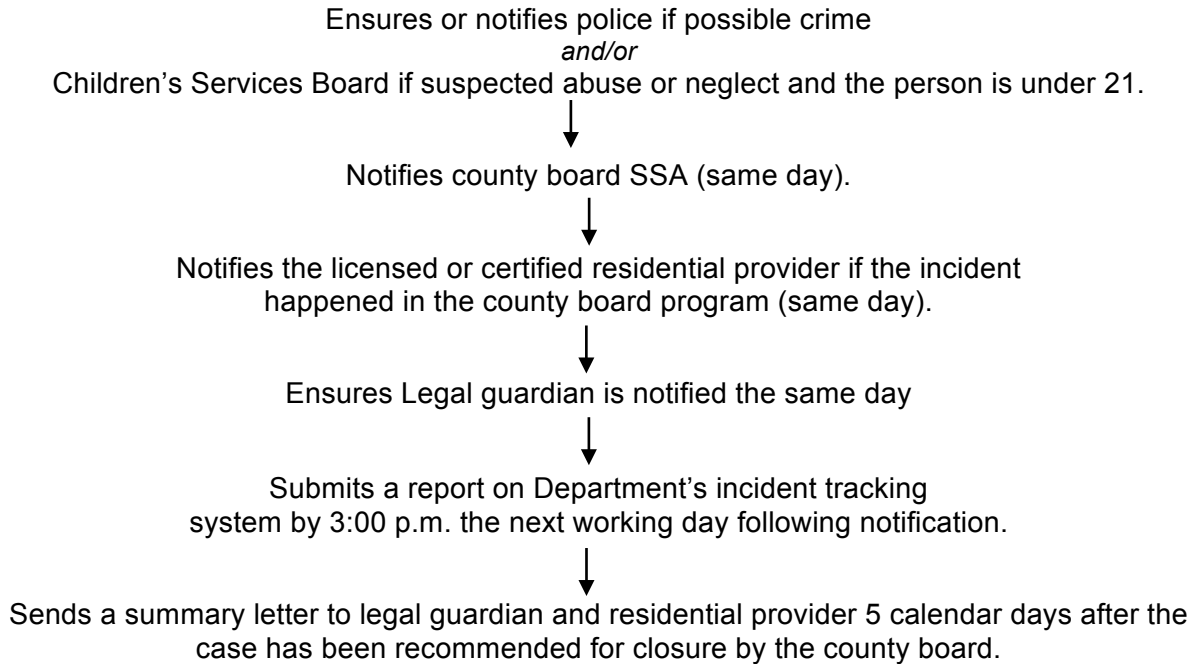 Ensures or notifies police if possible crime
and/or
Children’s Services Board if suspected abuse or neglect and the person is under 21.
Notifies county board SSA (same day).
Notifies the licensed or certified residential provider if the incident
happened in the county board program (same day).
Ensures Legal guardian is notified the same day
Submits a report on Department’s incident tracking
system by 3:00 p.m. the next working day following notification.
Sends a summary letter to legal guardian and residential provider 5 calendar days after the
case has been recommended for closure by the county board.